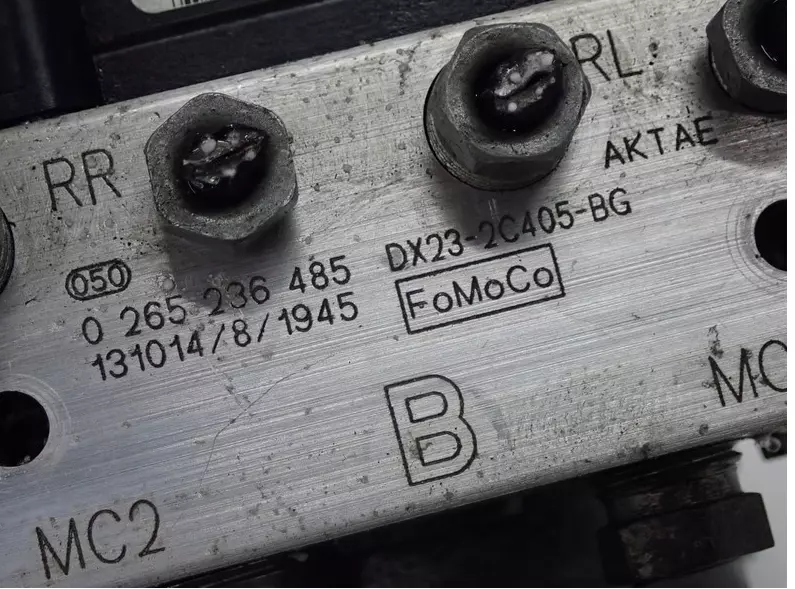 RR
RL
AKTAE
050
0 265 236 485
131014/8/1945
DX23-2C405-BG
FoMoCo
B
MC2
MC